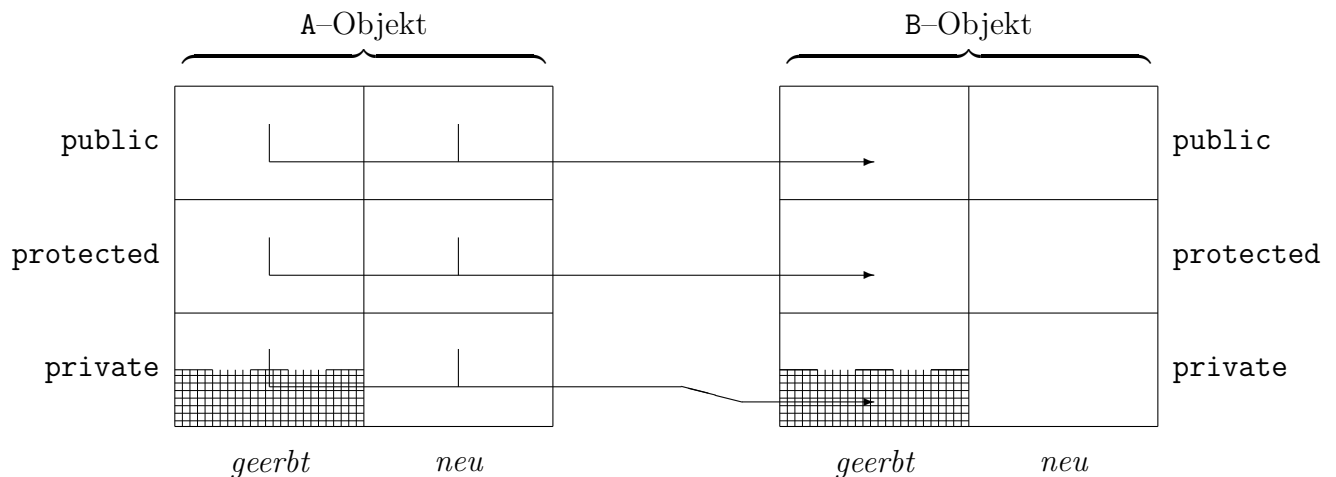 A–Objekt B–Objekt
public public
protected protected
private private
geerbt neu geerbt neu